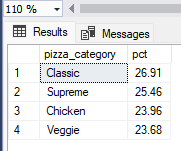 110 %
Results Messages
pizza_category pct
1 Classic 26.91
2 Supreme 25.46
3 Chicken 23.96
4 Veggie 23.68